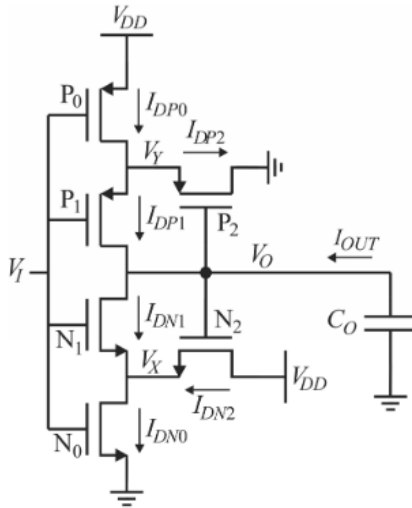 V_DD
P_0
I_DP0
I_DP2
V_Y
P_1
I_DP1
P_2
V_I
V_O
I_OUT
N_1
I_DN1
N_2
C_O
V_X
V_DD
I_DN2
N_0
I_DN0